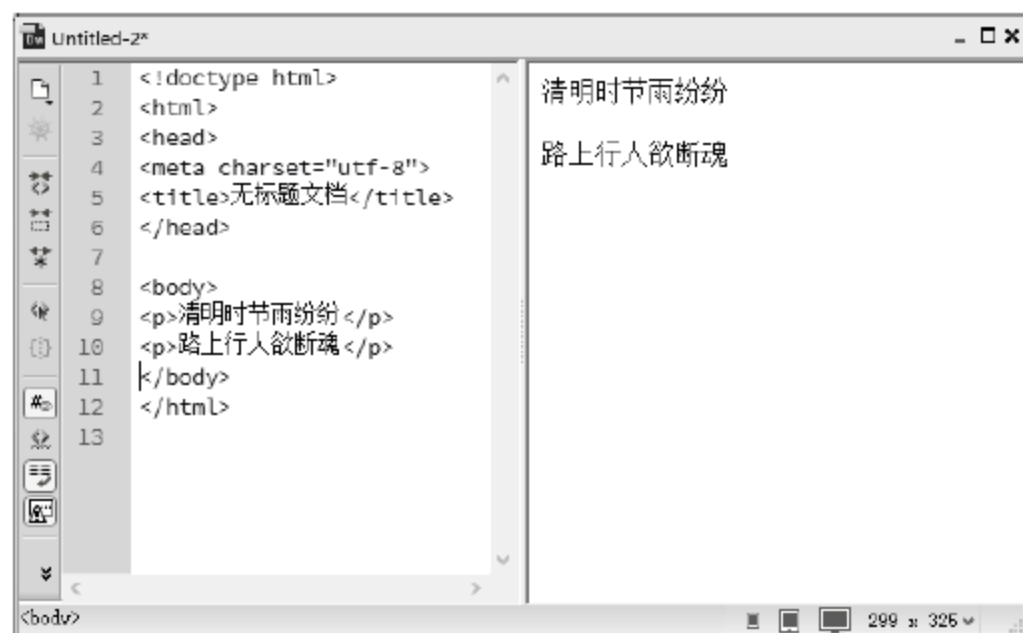 Untitled-2*
1 <!doctype html>
2 <html>
3 <head>
4 <meta charset="utf-8">
5 <title>无标题文档</title>
6 </head>
7
8 <body>
9 <p>清明时节雨纷纷</p>
10 <p>路上行人欲断魂</p>
11 </body>
12 </html>
13
清明时节雨纷纷
路上行人欲断魂
<body>
299 x 325